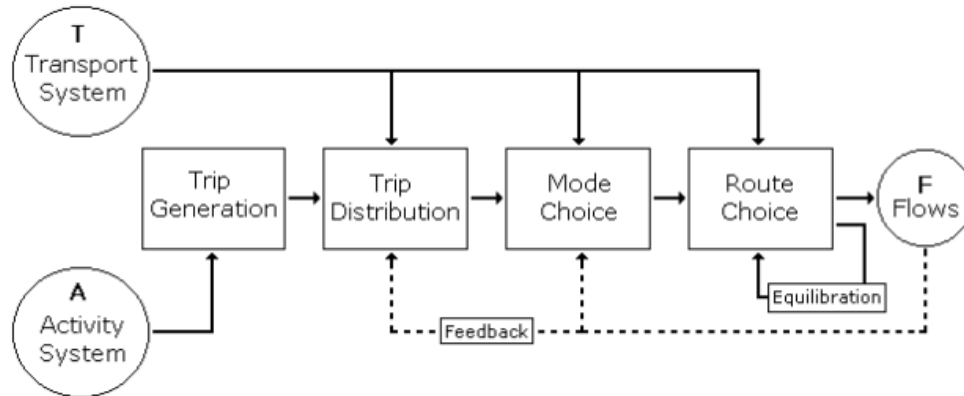 T
Transport
System
Trip
Generation
Trip
Distribution
Mode
Choice
Route
Choice
F
Flows
Equilibration
Feedback
A
Activity
System